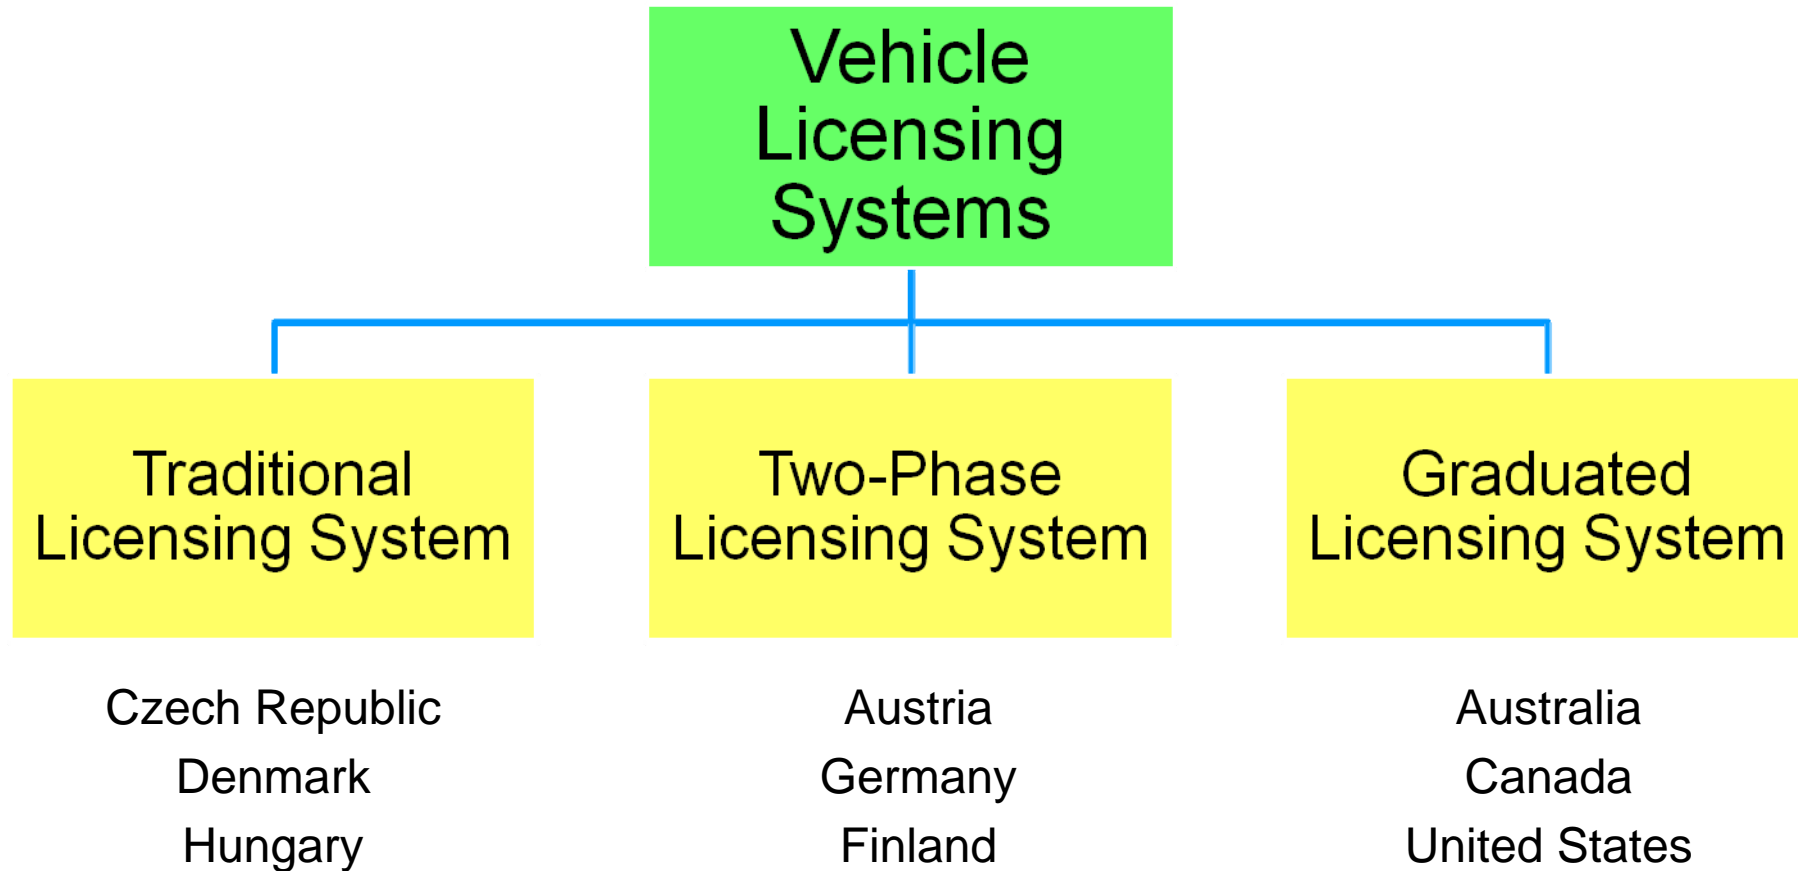 Vehicle
Licensing
Systems
Traditional
Licensing System
Two-Phase
Licensing System
Graduated
Licensing System
Czech Republic
Denmark
Hungary
Austria
Germany
Finland
Australia
Canada
United States